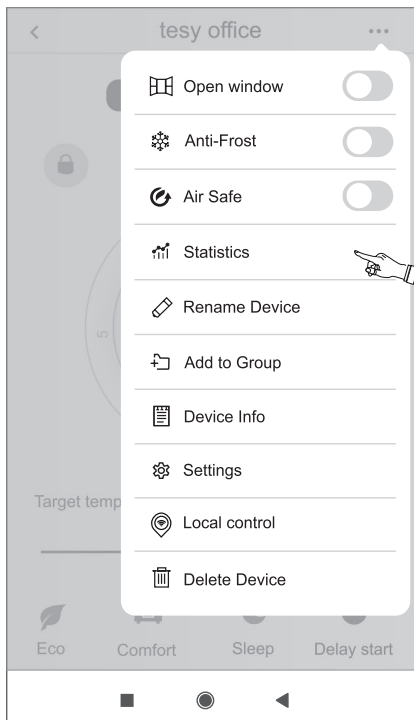 tesy office
Open window
Anti-Frost
Air Safe
Statistics
Rename Device
5
Add to Group
Device Info
Settings
Target temp
Local control
Delete Device
Eco Comfort Sleep Delay start